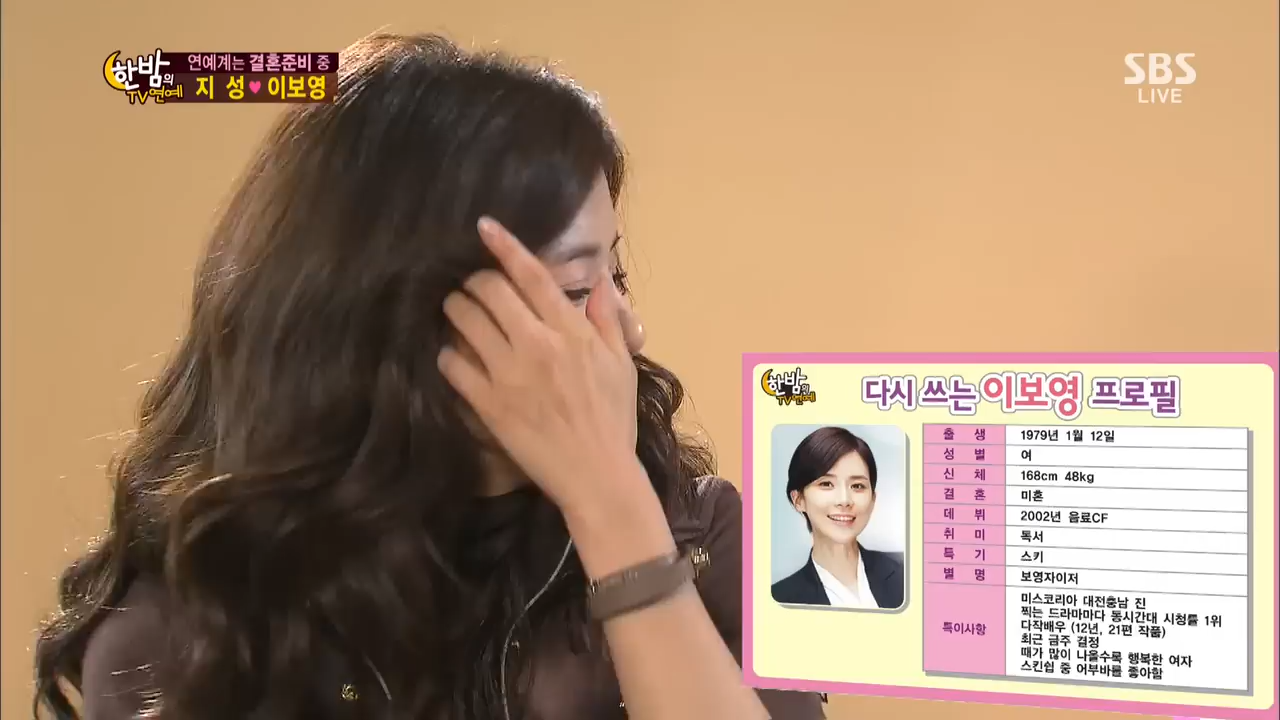 한밤의 TV연예
연예계는 결혼준비 중
지 성♥이보영
SBS
LIVE
한밤의 TV연예
다시 쓰는 이보영 프로필
출 생 1979년 1월 12일
성 별 여
신 체 168cm 48kg
결 혼 미혼
데 뷔 2002년 음료CF
취 미 독서
특 기 스키
별 명 보영자이저
특이사항
미스코리아 대전충남 진
찍는 드라마마다 동시간대 시청률 1위
다작배우 (12년, 21편 작품)
최근 금주 결정
때가 많이 나올수록 행복한 여자
스킨쉽 중 어부바를 좋아함